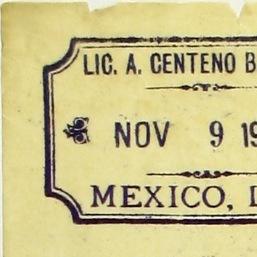 LIC. A. CENTENO B
NOV 9 19
MEXICO, D